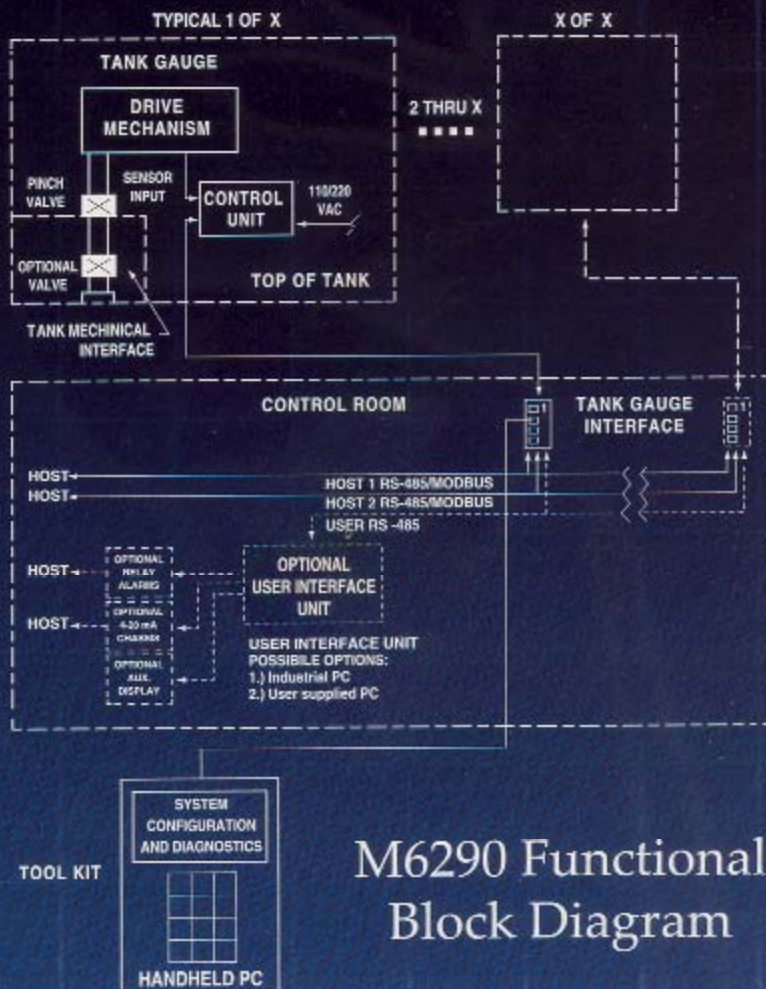 TYPICAL 1 OF X
X OF X
TANK GAUGE
DRIVE
MECHANISM
2 THRU X
PINCH
VALVE
SENSOR
INPUT
CONTROL
UNIT
110/220
VAC
OPTIONAL
VALVE
TOP OF TANK
TANK MECHINICAL
INTERFACE
CONTROL ROOM
1
TANK GAUGE
INTERFACE
1
HOST
HOST 1 RS-485/MODBUS
HOST
HOST 2 RS-485/MODBUS
USER RS -485
HOST
OPTIONAL
RELAY
ALARMS
OPTIONAL
USER INTERFACE
UNIT
HOST
OPTIONAL
4-20 mA
CHASSIS
OPTIONAL
AUX.
DISPLAY
USER INTERFACE UNIT
POSSIBILE OPTIONS:
1.) Industrial PC
2.) User supplied PC
TOOL KIT
SYSTEM
CONFIGURATION
AND DIAGNOSTICS
HANDHELD PC
M6290 Functional
Block Diagram